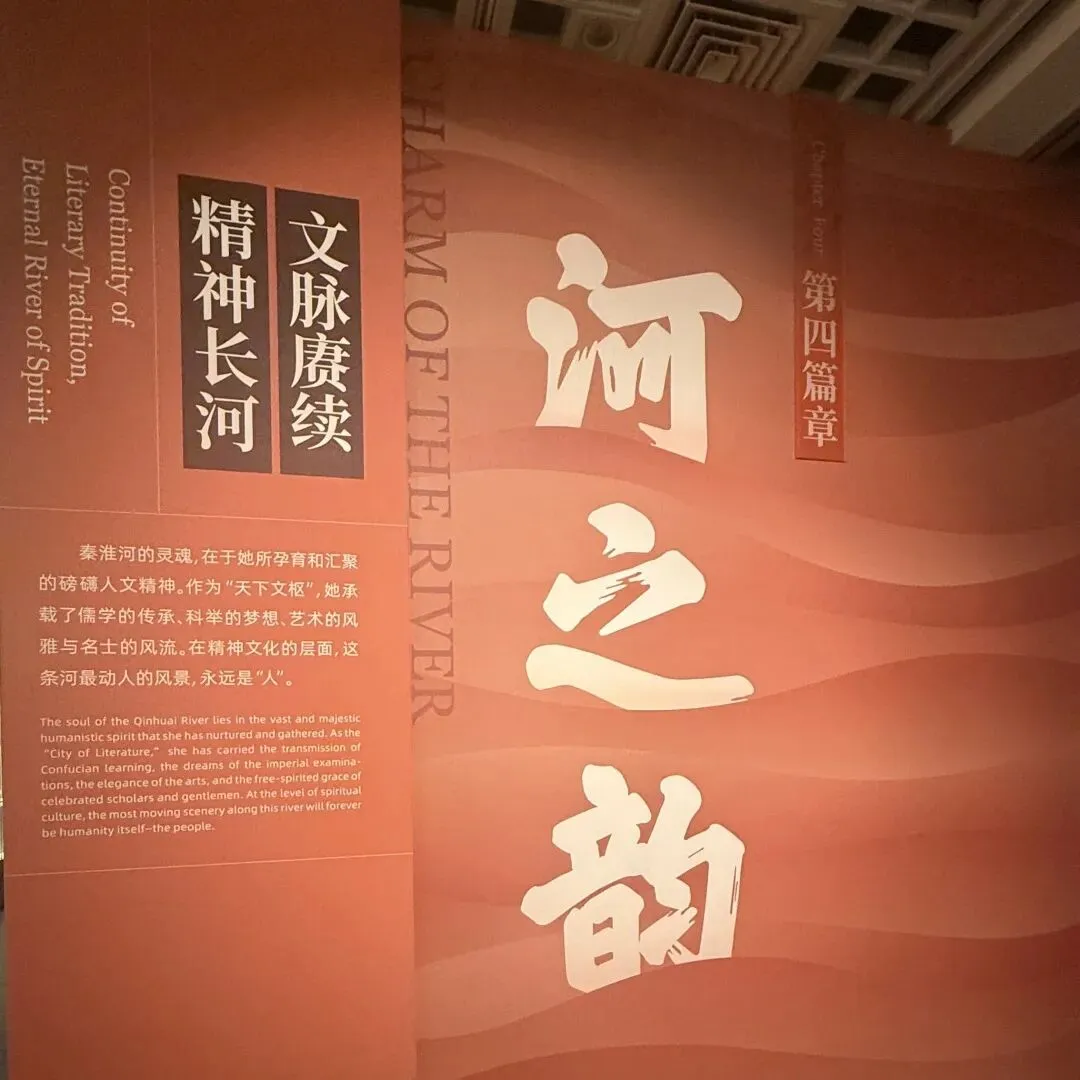 第四篇章
Chapter Four
河之韵
CHARM OF THE RIVER
文脉赓续
精神长河
Continuity of
Literary Tradition,
Eternal River of Spirit
秦淮河的灵魂,在于她所孕育和汇聚
的磅礴人文精神。作为“天下文枢”,她承
载了儒学的传承、科举的梦想、艺术的风
雅与名士的风流。在精神文化的层面,这
条河最动人的风景,永远是“人”。
The soul of the Qinhuai River lies in the vast and majestic
humanistic spirit that she has nurtured and gathered. As the
“City of Literature,” she has carried the transmission of
Confucian learning, the dreams of the imperial examina-
tions, the elegance of the arts, and the free-spirited grace of
celebrated scholars and gentlemen. At the level of spiritual
culture, the most moving scenery along this river will forever
be humanity itself—the people.